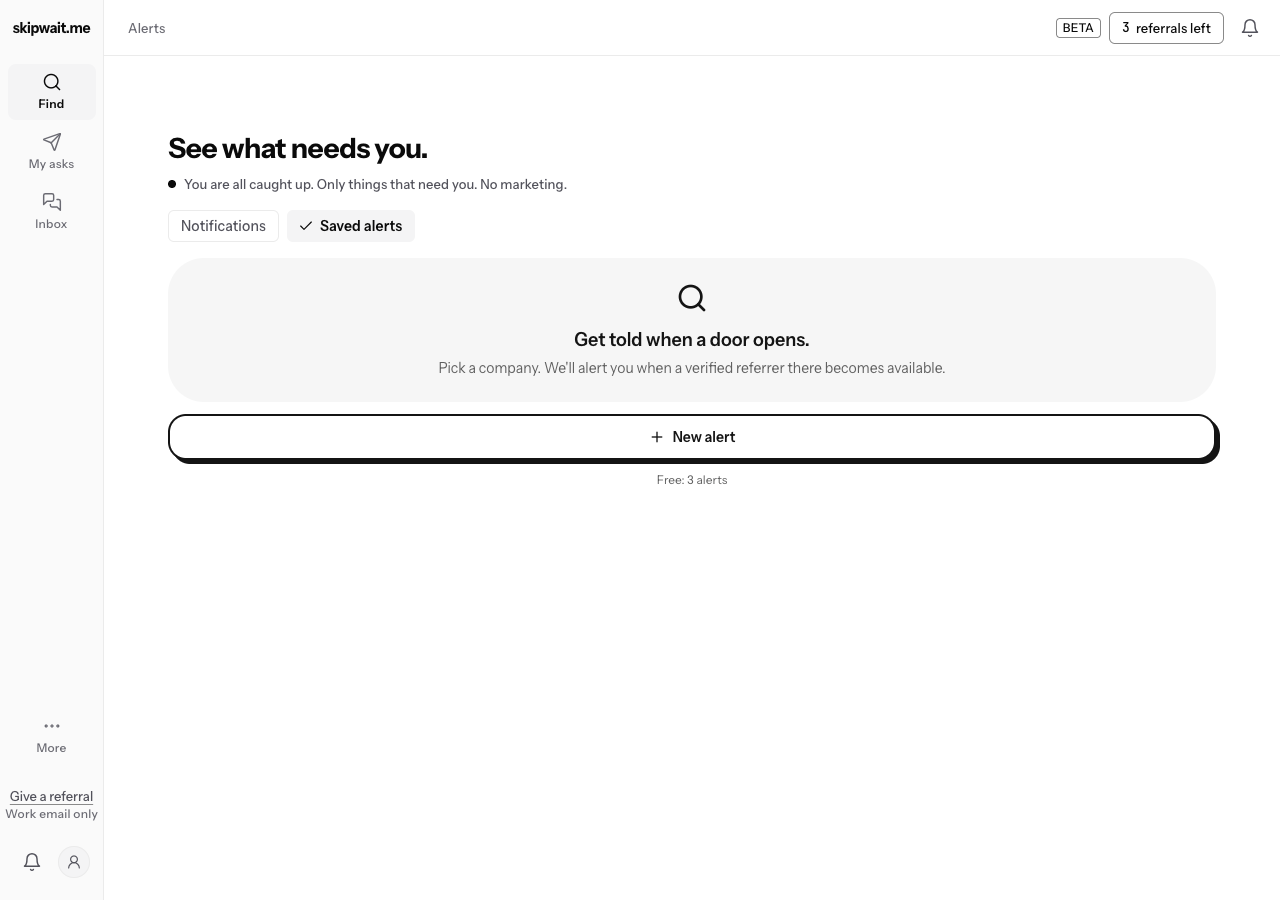 skipwait.me
Alerts
BETA
3 referrals left
Find
My asks
Inbox
See what needs you.
You are all caught up. Only things that need you. No marketing.
Notifications
Saved alerts
Get told when a door opens.
Pick a company. We'll alert you when a verified referrer there becomes available.
New alert
Free: 3 alerts
More
Give a referral
Work email only